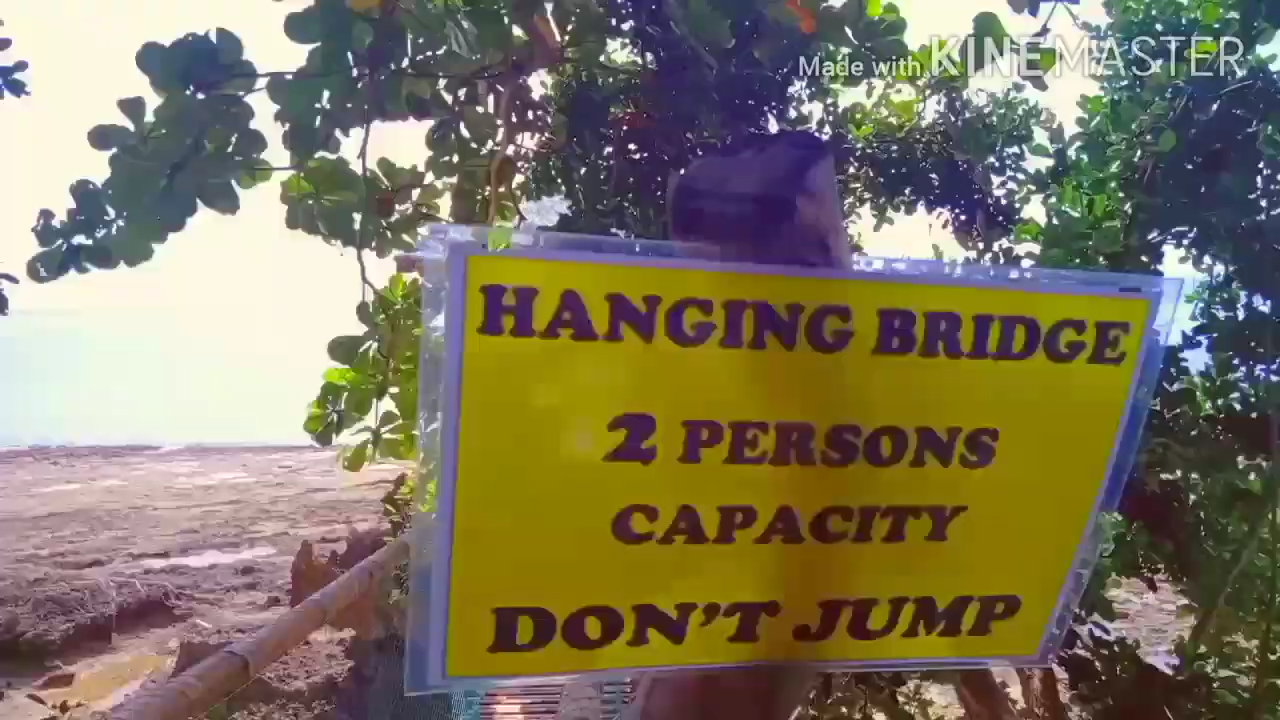 Made with KINEMASTER
HANGING BRIDGE
2 PERSONS
CAPACITY
DON'T JUMP